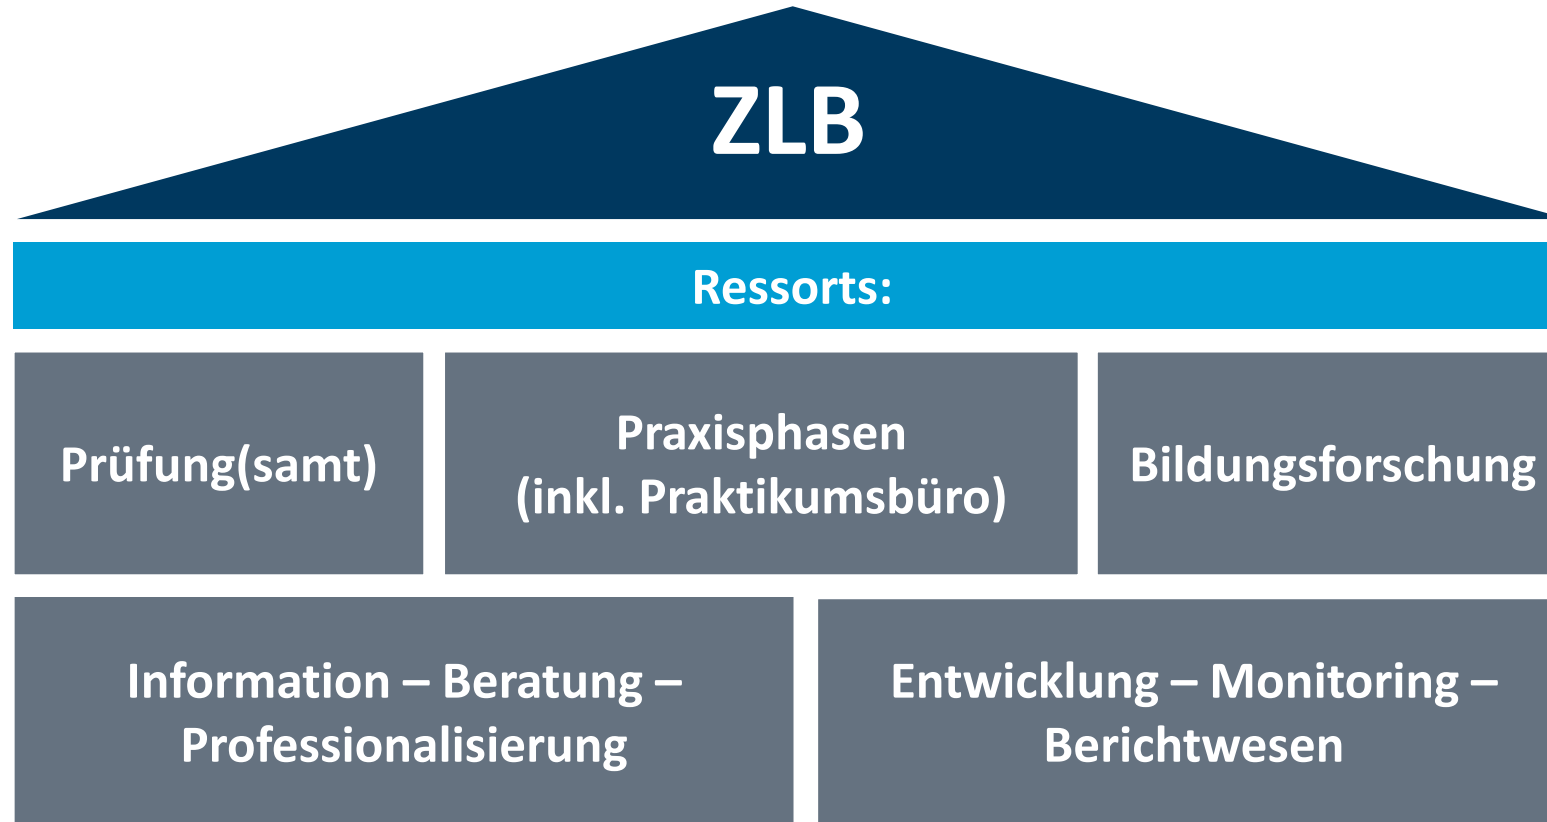 ZLB
Ressorts:
Prüfung(samt)
Praxisphasen
(inkl. Praktikumsbüro)
Bildungsforschung
Information – Beratung –
Professionalisierung
Entwicklung – Monitoring –
Berichtwesen